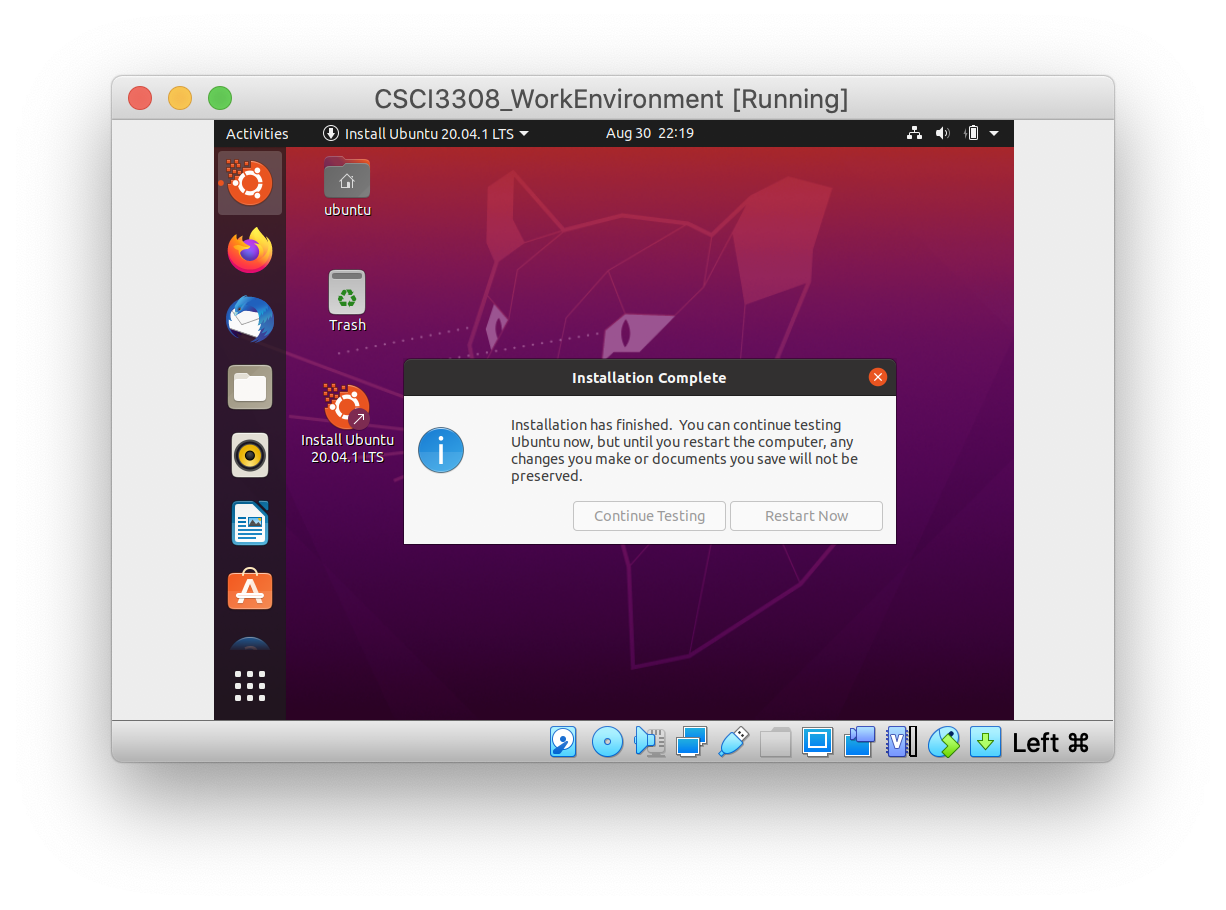 CSCI3308_WorkEnvironment [Running]
Activities
Install Ubuntu 20.04.1 LTS
Aug 30 22:19
ubuntu
Trash
Install Ubuntu
20.04.1 LTS
Installation Complete
Installation has finished. You can continue testing
Ubuntu now, but until you restart the computer, any
changes you make or documents you save will not be
preserved.
Continue Testing
Restart Now
Left ⌘